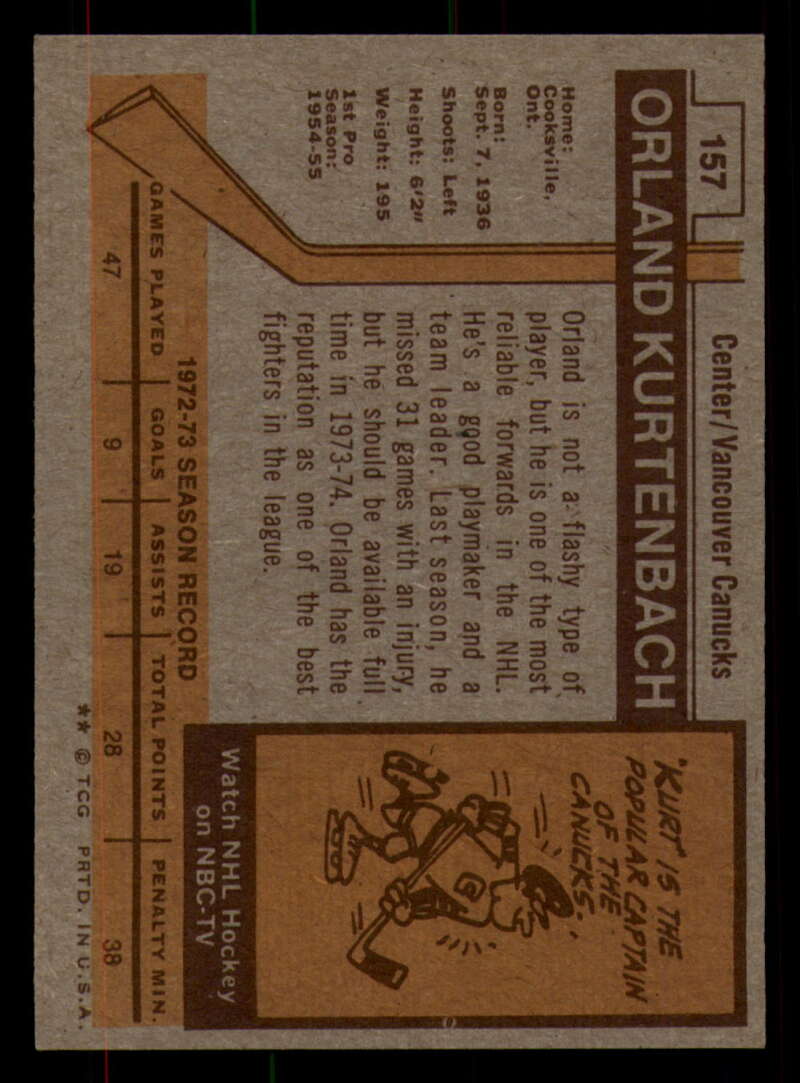 157
Center/Vancouver Canucks
ORLAND KURTENBACH
Home:
Cooksville,
Ont.
Born:
Sept. 7, 1936
Shoots: Left
Height: 6'2"
Weight: 195
1st Pro
Season:
1954-55
Orland is not a flashy type of
player, but he is one of the most
reliable forwards in the NHL.
He's a good playmaker and a
team leader. Last season, he
missed 31 games with an injury,
but he should be available full
time in 1973-74. Orland has the
reputation as one of the best
fighters in the league.
"KURT" IS THE
POPULAR CAPTAIN
OF THE
CANUCKS.
C
Watch NHL Hockey
on NBC-TV
1972-73 SEASON RECORD
GAMES PLAYED GOALS ASSISTS TOTAL POINTS PENALTY MIN.
47 9 19 28 38
** © TCG PRTD. IN U.S.A.